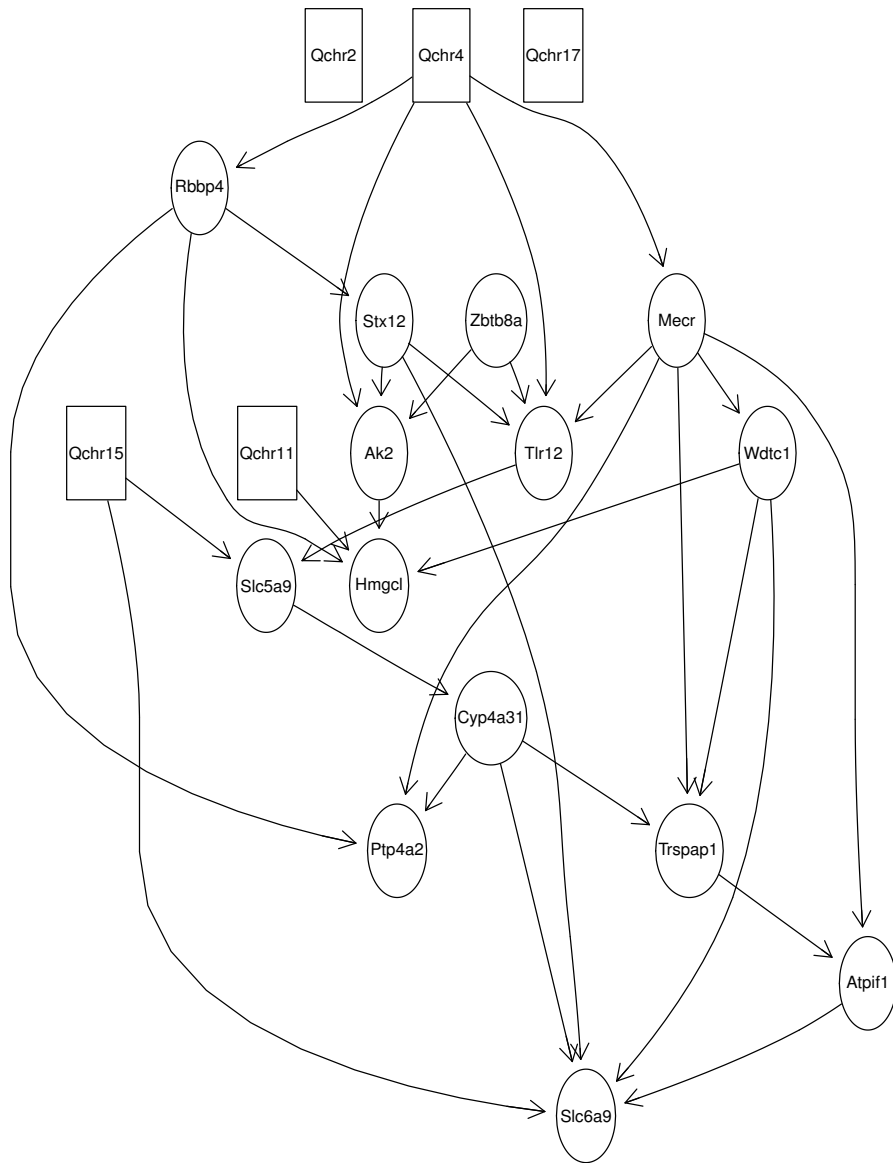 Qchr2
Qchr4
Qchr17
Rbbp4
Stx12
Zbtb8a
Mecr
Qchr15
Qchr11
Ak2
Tlr12
Wdtc1
Slc5a9
Hmgcl
Cyp4a31
Ptp4a2
Trspap1
Atpif1
Slc6a9